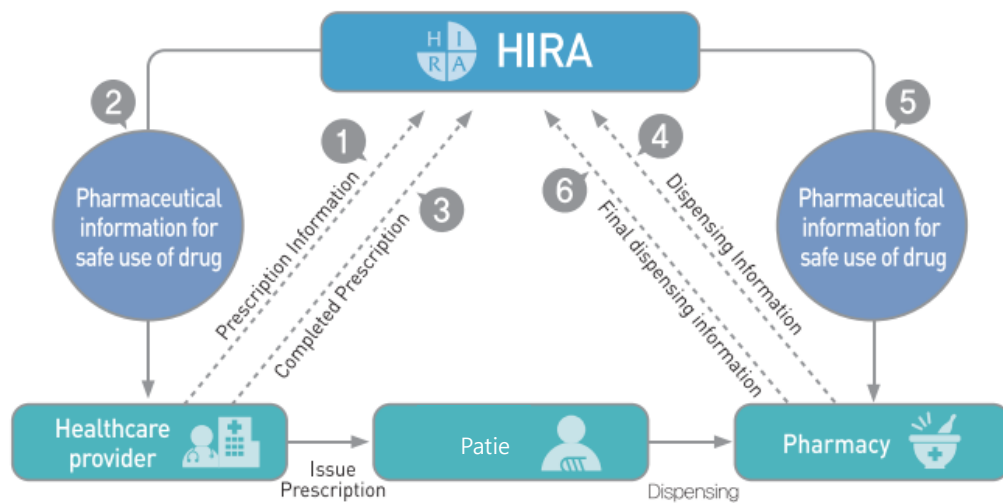 HIRA
HIRA
2
1
3
4
6
5
Pharmaceutical
information for
safe use of drug
Prescription Information
Completed Prescription
Final dispensing information
Dispensing Information
Pharmaceutical
information for
safe use of drug
Healthcare
provider
Issue
Prescription
Patie
Dispensing
Pharmacy